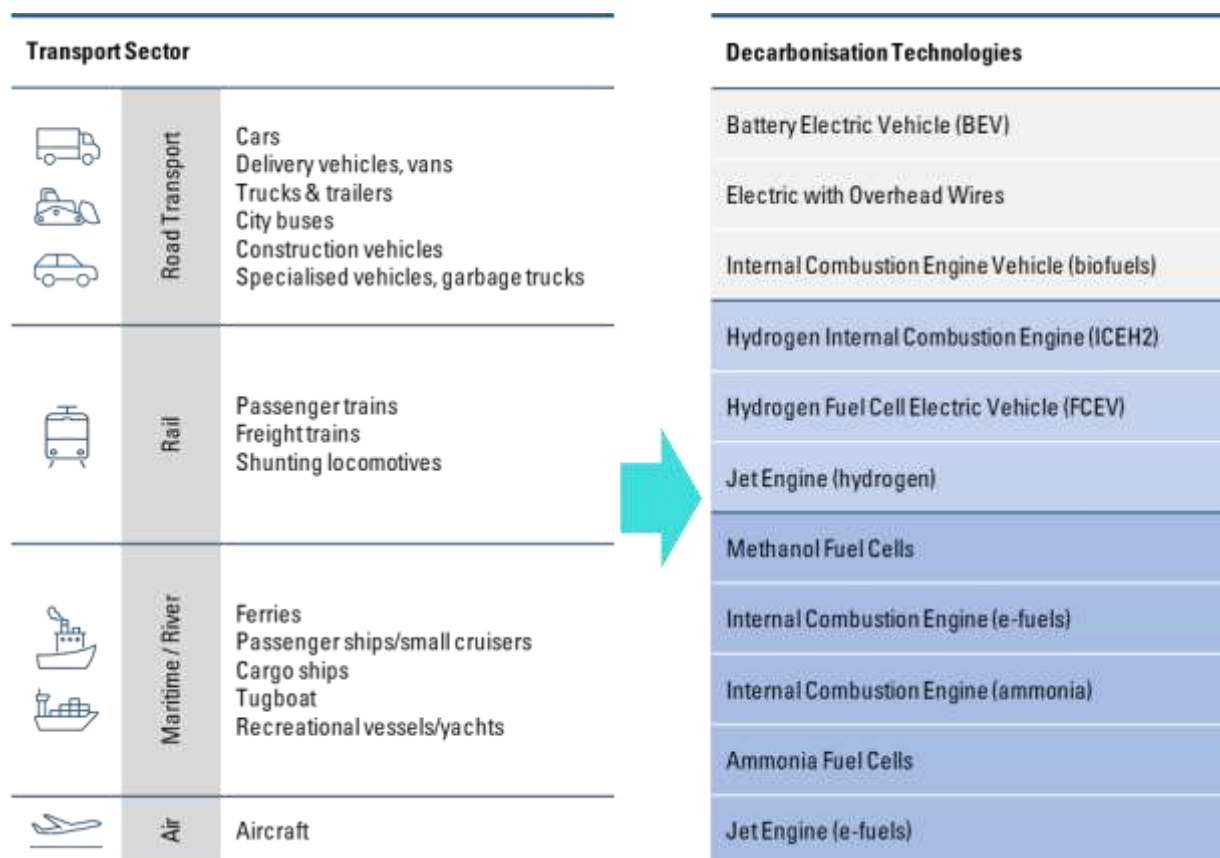 Transport Sector
Road Transport
Cars
Delivery vehicles, vans
Trucks & trailers
City buses
Construction vehicles
Specialised vehicles, garbage trucks
Rail
Passenger trains
Freight trains
Shunting locomotives
Maritime / River
Ferries
Passenger ships/small cruisers
Cargo ships
Tugboat
Recreational vessels/yachts
Air
Aircraft
Decarbonisation Technologies
Battery Electric Vehicle (BEV)
Electric with Overhead Wires
Internal Combustion Engine Vehicle (biofuels)
Hydrogen Internal Combustion Engine (ICEH2)
Hydrogen Fuel Cell Electric Vehicle (FCEV)
Jet Engine (hydrogen)
Methanol Fuel Cells
Internal Combustion Engine (e-fuels)
Internal Combustion Engine (ammonia)
Ammonia Fuel Cells
Jet Engine (e-fuels)